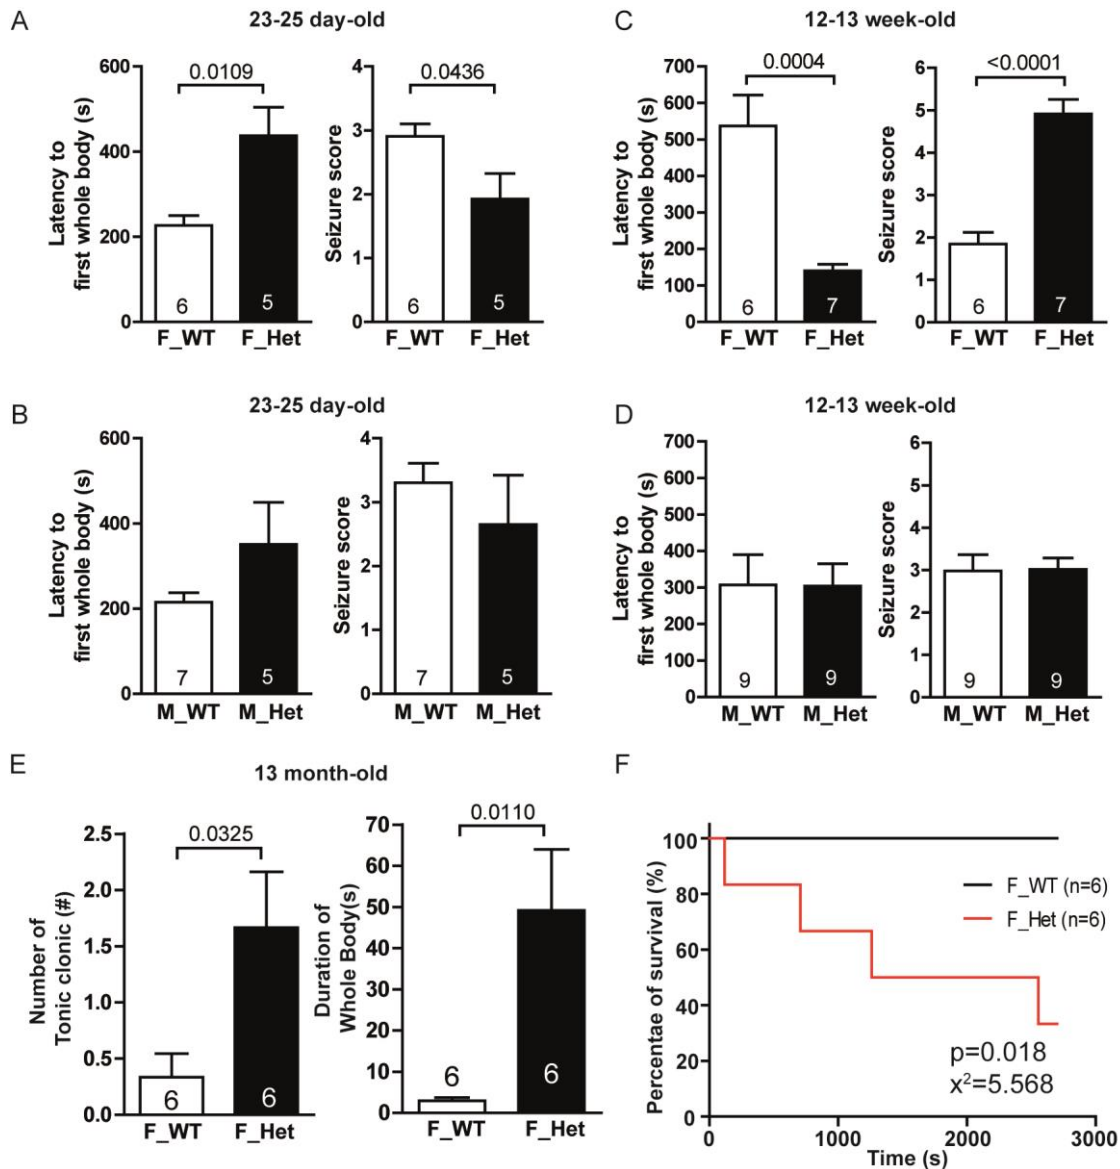 A
23-25 day-old
Latency to
first whole body (s)
600
400
200
0
0.0109
6
5
F_WT F_Het
Seizure score
4
3
2
1
0
0.0436
6
5
F_WT F_Het
C
12-13 week-old
Latency to
first whole body (s)
700
600
500
400
300
200
100
0
0.0004
6
7
F_WT F_Het
Seizure score
6
5
4
3
2
1
0
<0.0001
6
7
F_WT F_Het
B
23-25 day-old
Latency to
first whole body (s)
600
400
200
0
7
5
M_WT M_Het
Seizure score
4
3
2
1
0
7
5
M_WT M_Het
D
12-13 week-old
Latency to
first whole body (s)
700
600
500
400
300
200
100
0
9
9
M_WT M_Het
Seizure score
6
5
4
3
2
1
0
9
9
M_WT M_Het
E
13 month-old
Number of
Tonic clonic (#)
2.5
2.0
1.5
1.0
0.5
0.0
0.0325
6
6
F_WT F_Het
Duration of
Whole Body(s)
70
60
50
40
30
20
10
0
0.0110
6
6
F_WT F_Het
F
Percentae of survival (%)
100
80
60
40
20
0
F_WT (n=6)
F_Het (n=6)
p=0.018
x²=5.568
0 1000 2000 3000
Time (s)